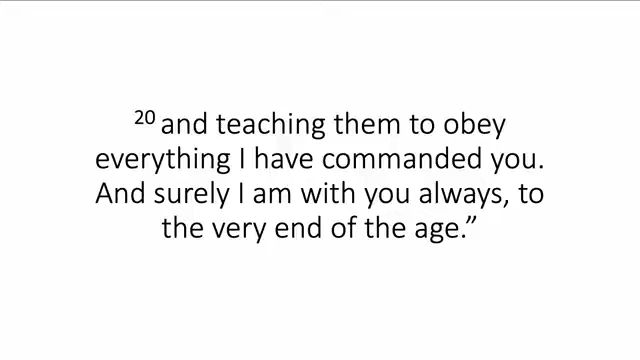 20 and teaching them to obey
everything I have commanded you.
And surely I am with you always, to
the very end of the age.”